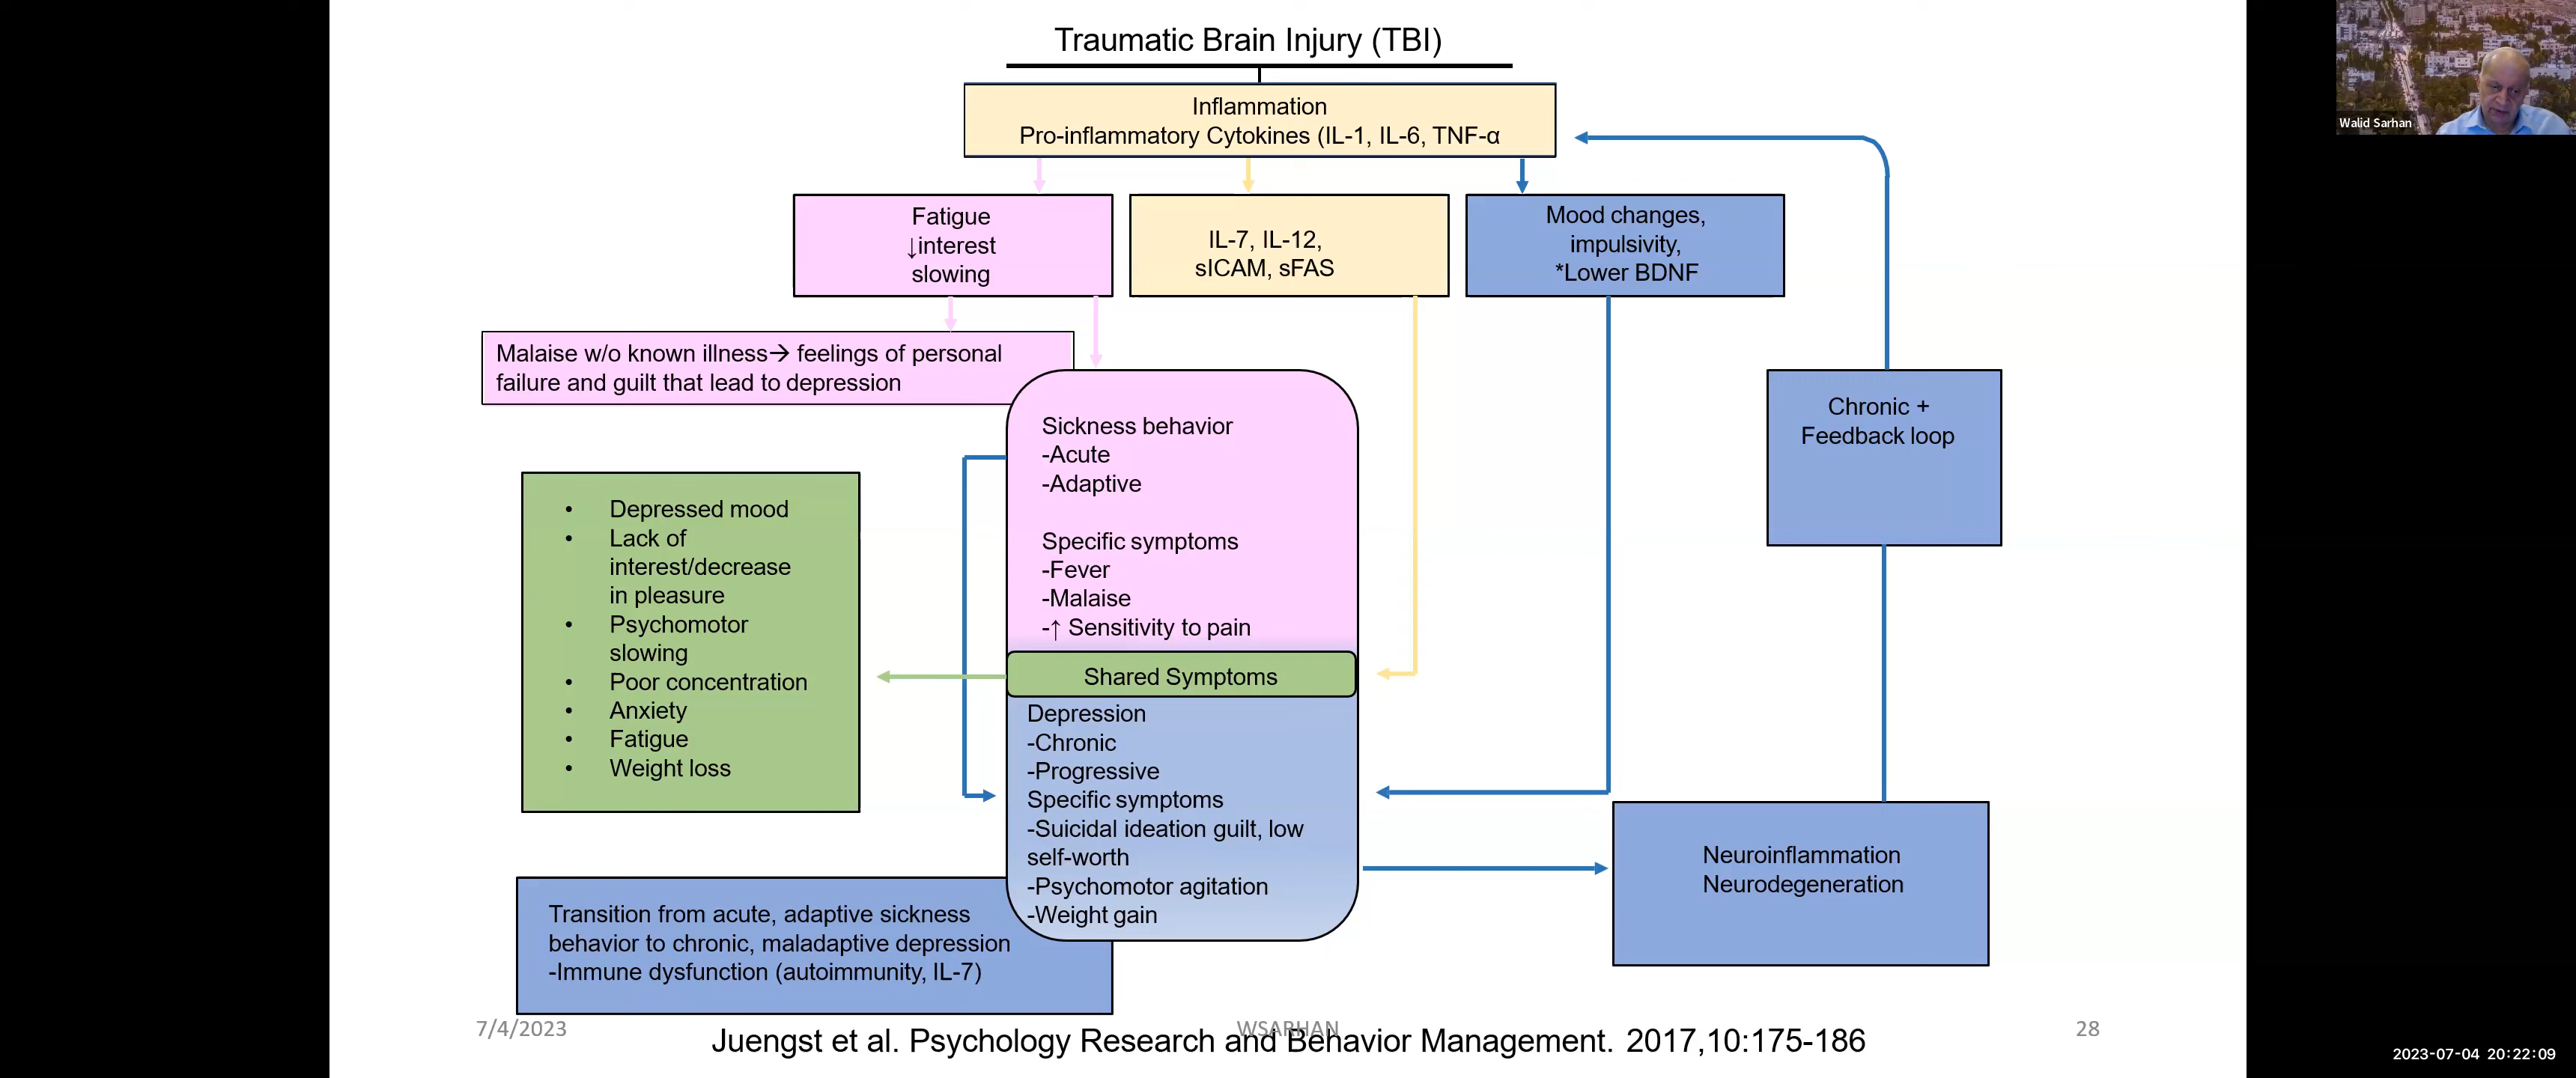 Traumatic Brain Injury (TBI)
Inflammation
Pro-inflammatory Cytokines (IL-1, IL-6, TNF-α
Fatigue
↓interest
slowing
IL-7, IL-12,
sICAM, sFAS
Mood changes,
impulsivity,
*Lower BDNF
Malaise w/o known illness→ feelings of personal
failure and guilt that lead to depression
Chronic +
Feedback loop
Sickness behavior
-Acute
-Adaptive
Specific symptoms
-Fever
-Malaise
-↑ Sensitivity to pain
Shared Symptoms
• Depressed mood
• Lack of
interest/decrease
in pleasure
• Psychomotor
slowing
• Poor concentration
• Anxiety
• Fatigue
• Weight loss
Depression
-Chronic
-Progressive
Specific symptoms
-Suicidal ideation guilt, low
self-worth
-Psychomotor agitation
-Weight gain
Neuroinflammation
Neurodegeneration
Transition from acute, adaptive sickness
behavior to chronic, maladaptive depression
-Immune dysfunction (autoimmunity, IL-7)
7/4/2023
WSARHAN
28
Juengst et al. Psychology Research and Behavior Management. 2017,10:175-186
Walid Sarhan
2023-07-04 20:22:09